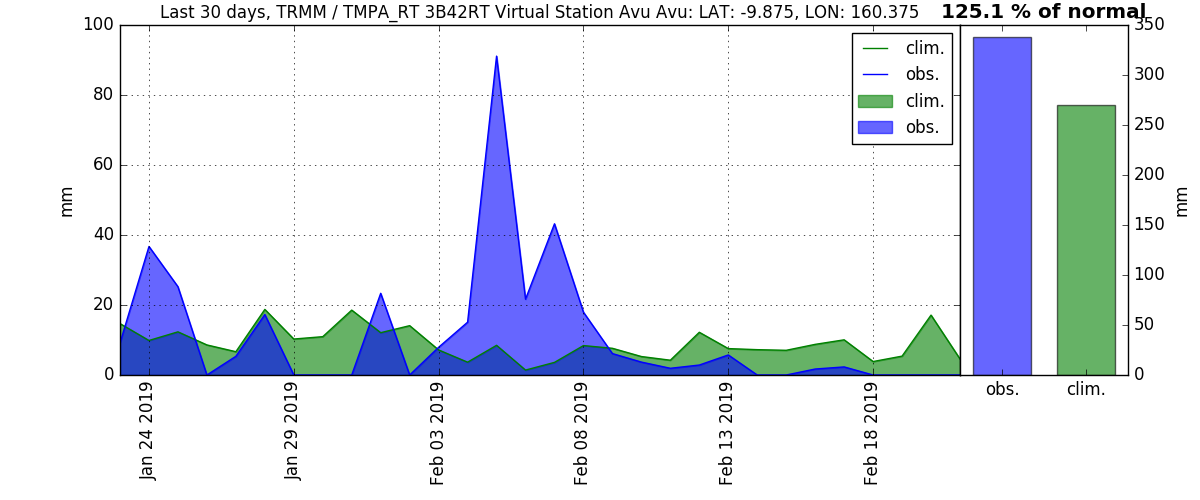 Last 30 days, TRMM / TMPA_RT 3B42RT Virtual Station Avu Avu: LAT: -9.875, LON: 160.375
125.1 % of normal
100
80
60
40
20
0
mm
clim.
obs.
clim.
obs.
350
300
250
200
150
100
50
0
mm
Jan 24 2019
Jan 29 2019
Feb 03 2019
Feb 08 2019
Feb 13 2019
Feb 18 2019
obs.
clim.